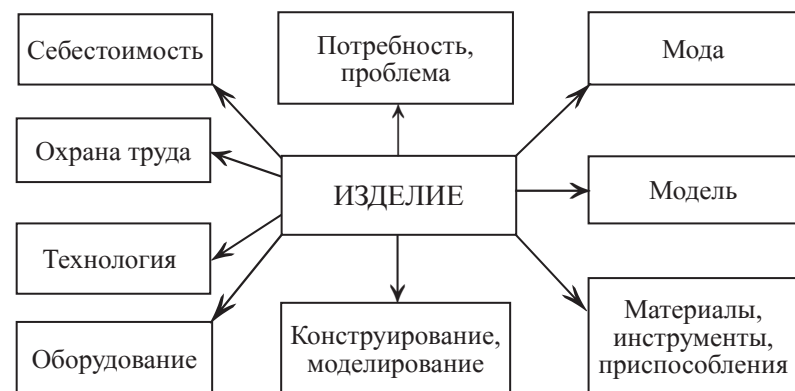 Себестоимость
Потребность,
проблема
Мода
Охрана труда
ИЗДЕЛИЕ
Модель
Технология
Оборудование
Конструирование,
моделирование
Материалы,
инструменты,
приспособления